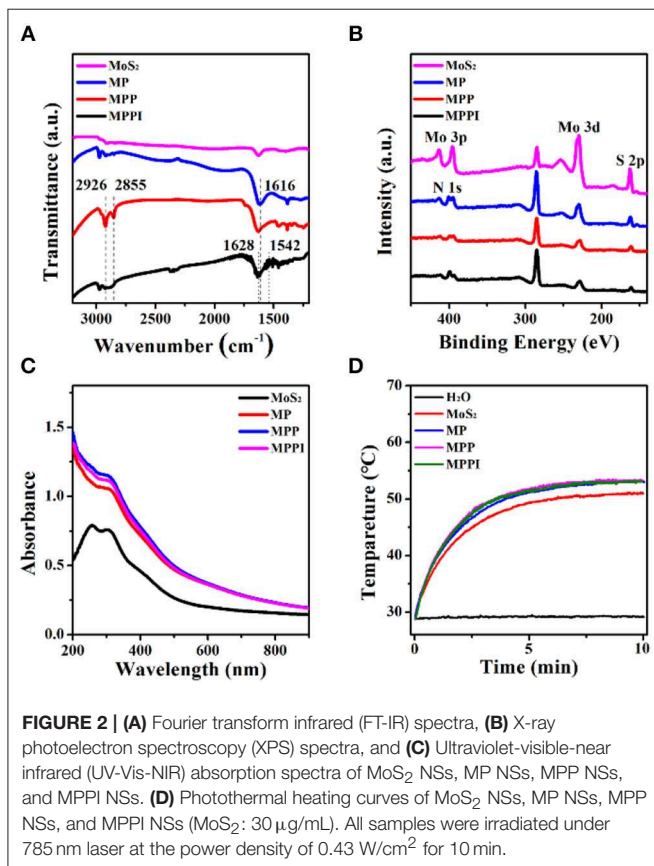 A
MoS₂
MP
MPP
MPPI
2926 2855
1616
1628 1542
Transmittance (a.u.)
3000 2500 2000 1500
Wavenumber (cm⁻¹)
B
MoS₂
MP
MPP
MPPI
Mo 3p
Mo 3d
S 2p
N 1s
Intensity (a.u.)
400 300 200
Binding Energy (eV)
C
MoS₂
MP
MPP
MPPI
Absorbance
1.5
1.0
0.5
0.0
200 400 600 800
Wavelength (nm)
D
H₂O
MoS₂
MP
MPP
MPPI
Tempareture (°C)
70
60
50
40
30
0 5 10
Time (min)
FIGURE 2 | (A) Fourier transform infrared (FT-IR) spectra, (B) X-ray
photoelectron spectroscopy (XPS) spectra, and (C) Ultraviolet-visible-near
infrared (UV-Vis-NIR) absorption spectra of MoS₂ NSs, MP NSs, MPP NSs,
and MPPI NSs. (D) Photothermal heating curves of MoS₂ NSs, MP NSs, MPP
NSs, and MPPI NSs (MoS₂: 30 μg/mL). All samples were irradiated under
785 nm laser at the power density of 0.43 W/cm² for 10 min.